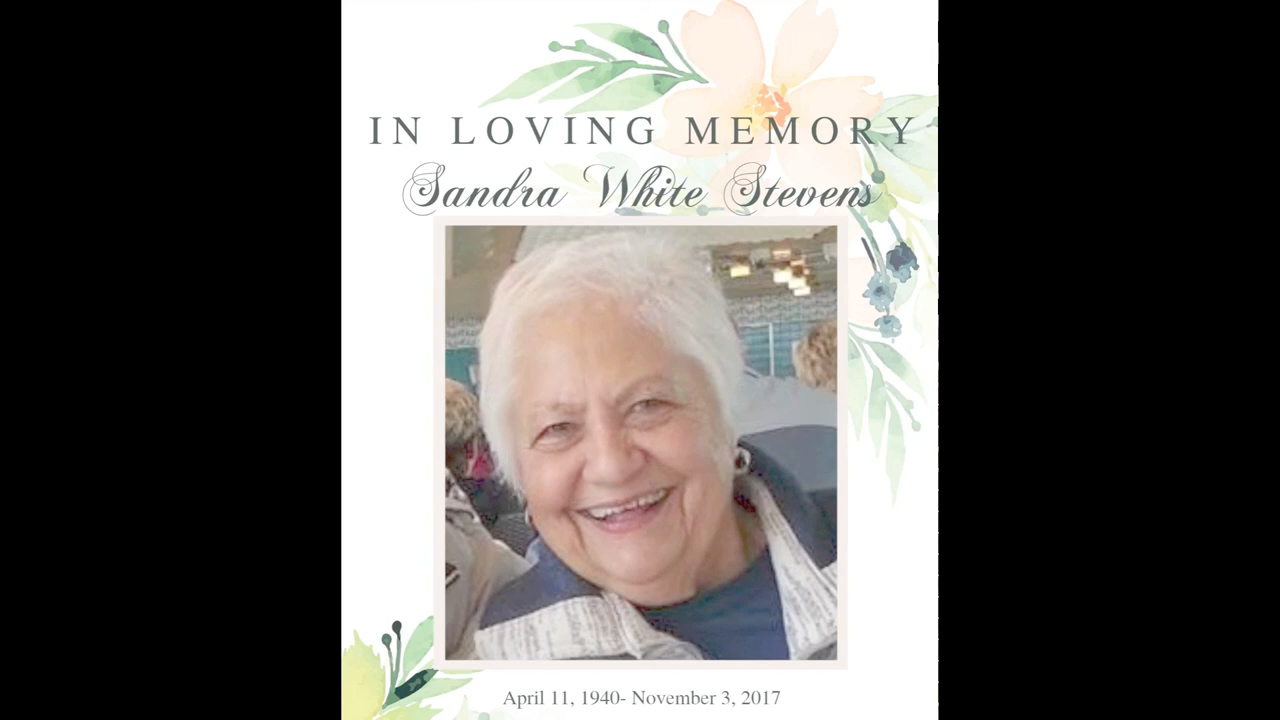 IN LOVING MEMORY
Sandra White Stevens
April 11, 1940- November 3, 2017